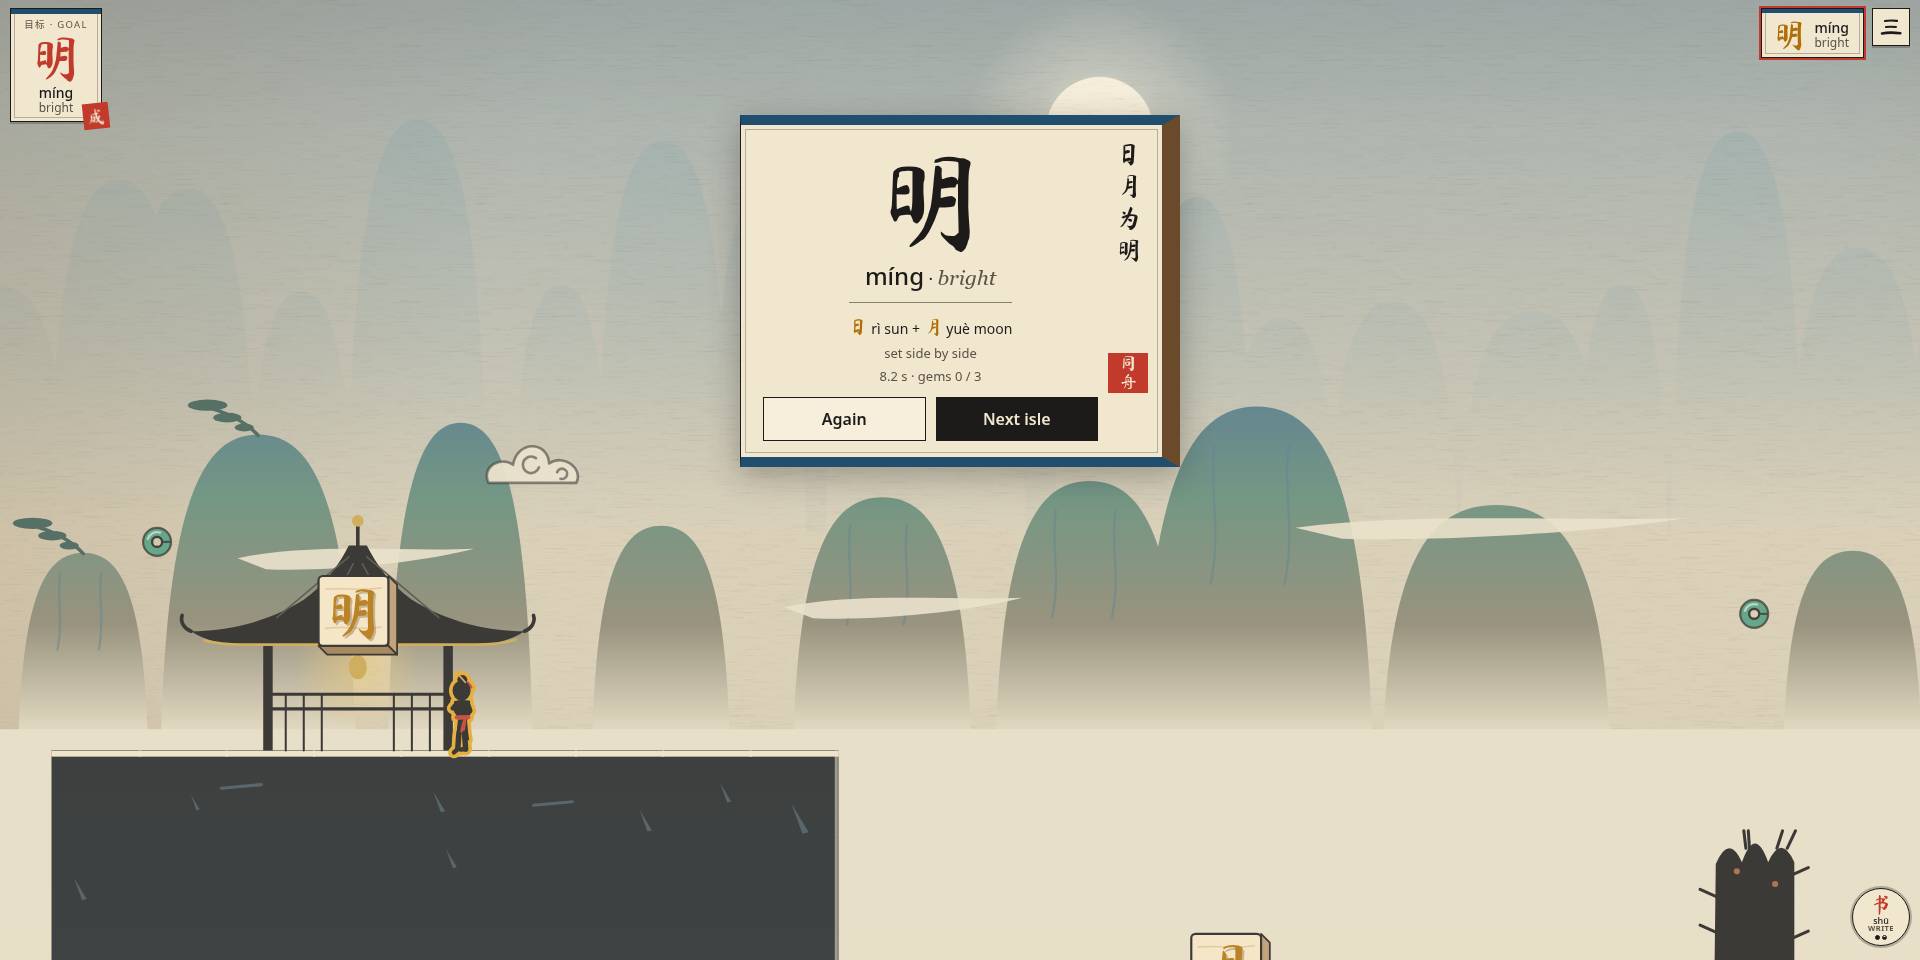 目标 · GOAL
明
míng
bright
成
明
míng
bright
三
明
míng · bright
日 rì sun + 月 yuè moon
set side by side
8.2 s · gems 0 / 3
Again
Next isle
日月为明
同舟
明
书
shū
WRITE